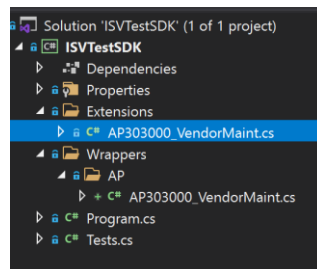 Solution 'ISVTestSDK' (1 of 1 project)
C# ISVTestSDK
Dependencies
Properties
Extensions
C# AP303000_VendorMaint.cs
Wrappers
AP
+ C# AP303000_VendorMaint.cs
C# Program.cs
C# Tests.cs